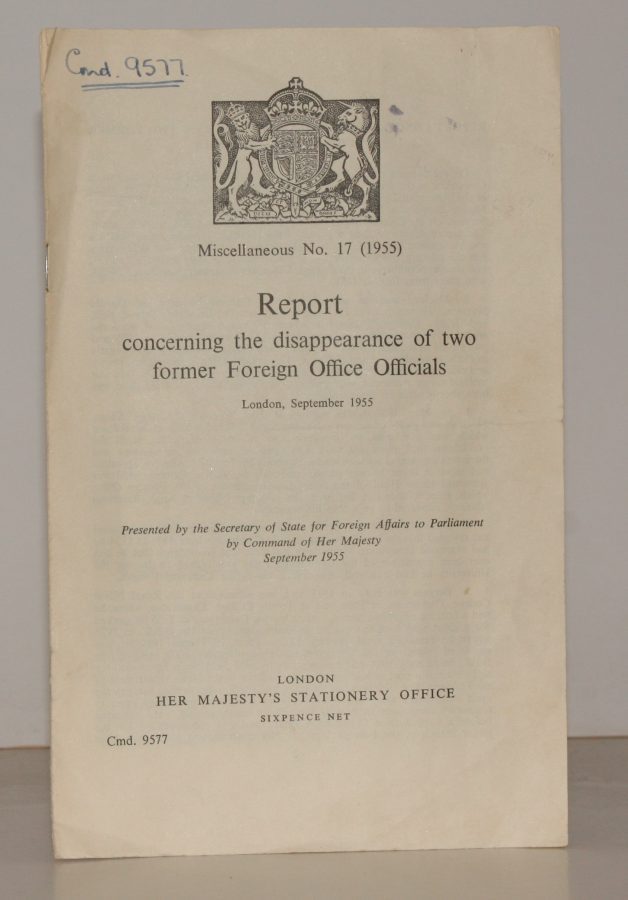 Cmd. 9577.
Miscellaneous No. 17 (1955)
Report
concerning the disappearance of two
former Foreign Office Officials
London, September 1955
Presented by the Secretary of State for Foreign Affairs to Parliament
by Command of Her Majesty
September 1955
LONDON
HER MAJESTY'S STATIONERY OFFICE
SIXPENCE NET
Cmd. 9577